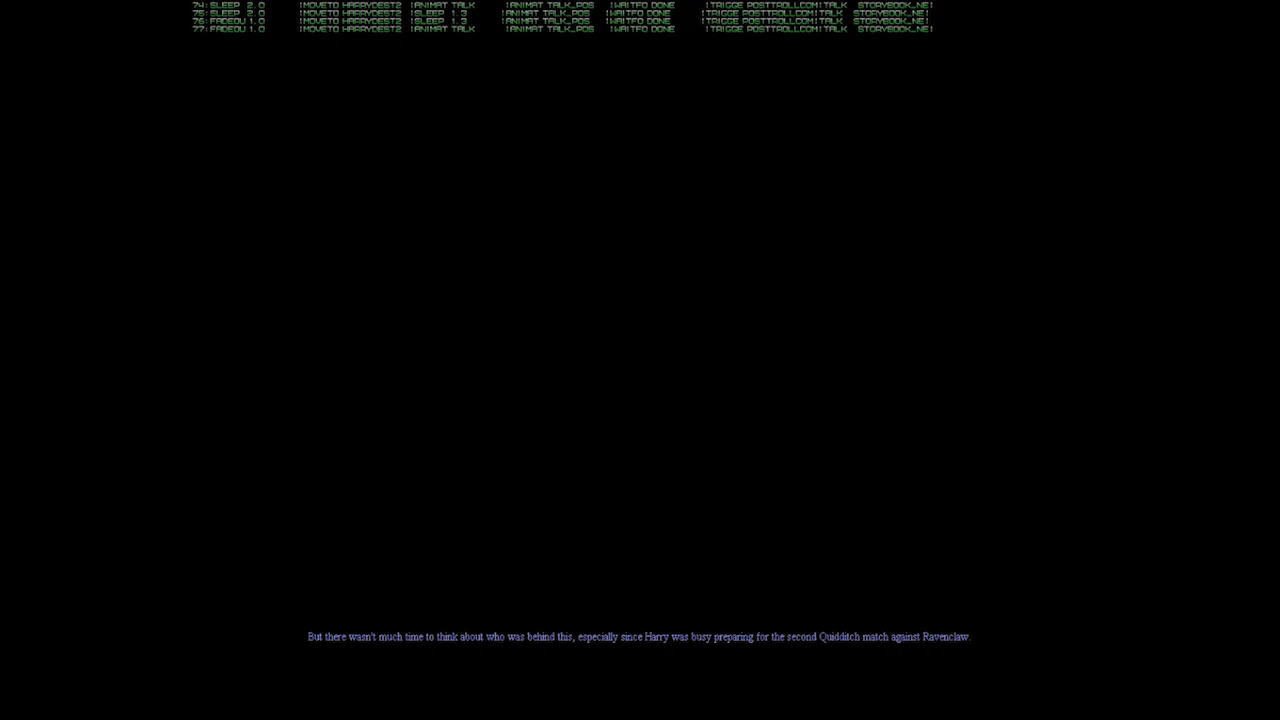 74:SLEEP 2.0 |MOVETO HARRYDEST2 |ANIMAT TALK |ANIMAT TALK_POS |WAITFO DONE |TRIGGE POSTTROLLCOM|TALK STORYBOOK_NE|
75:SLEEP 2.0 |MOVETO HARRYDEST2 |SLEEP 1.3 |ANIMAT TALK_POS |WAITFO DONE |TRIGGE POSTTROLLCOM|TALK STORYBOOK_NE|
76:FADEOU 1.0 |MOVETO HARRYDEST2 |SLEEP 1.3 |ANIMAT TALK_POS |WAITFO DONE |TRIGGE POSTTROLLCOM|TALK STORYBOOK_NE|
77:FADEOU 1.0 |MOVETO HARRYDEST2 |ANIMAT TALK |ANIMAT TALK_POS |WAITFO DONE |TRIGGE POSTTROLLCOM|TALK STORYBOOK_NE|
But there wasn't much time to think about who was behind this, especially since Harry was busy preparing for the second Quidditch match against Ravenclaw.